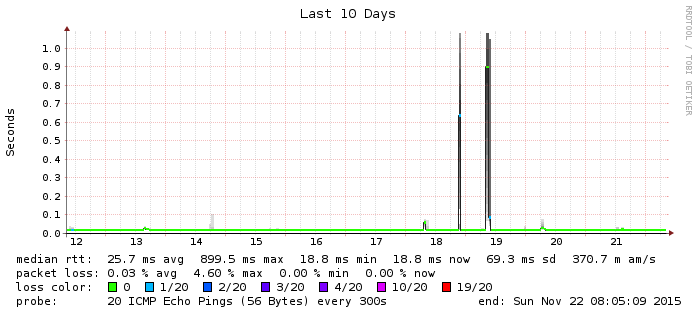 Last 10 Days
RRDTOOL / TOBI OETIKER
Seconds
1.0
0.9
0.8
0.7
0.6
0.5
0.4
0.3
0.2
0.1
0.0
12 13 14 15 16 17 18 19 20 21
median rtt: 25.7 ms avg 899.5 ms max 18.8 ms min 18.8 ms now 69.3 ms sd 370.7 m am/s
packet loss: 0.03 % avg 4.60 % max 0.00 % min 0.00 % now
loss color: 0 1/20 2/20 3/20 4/20 10/20 19/20
probe: 20 ICMP Echo Pings (56 Bytes) every 300s end: Sun Nov 22 08:05:09 2015